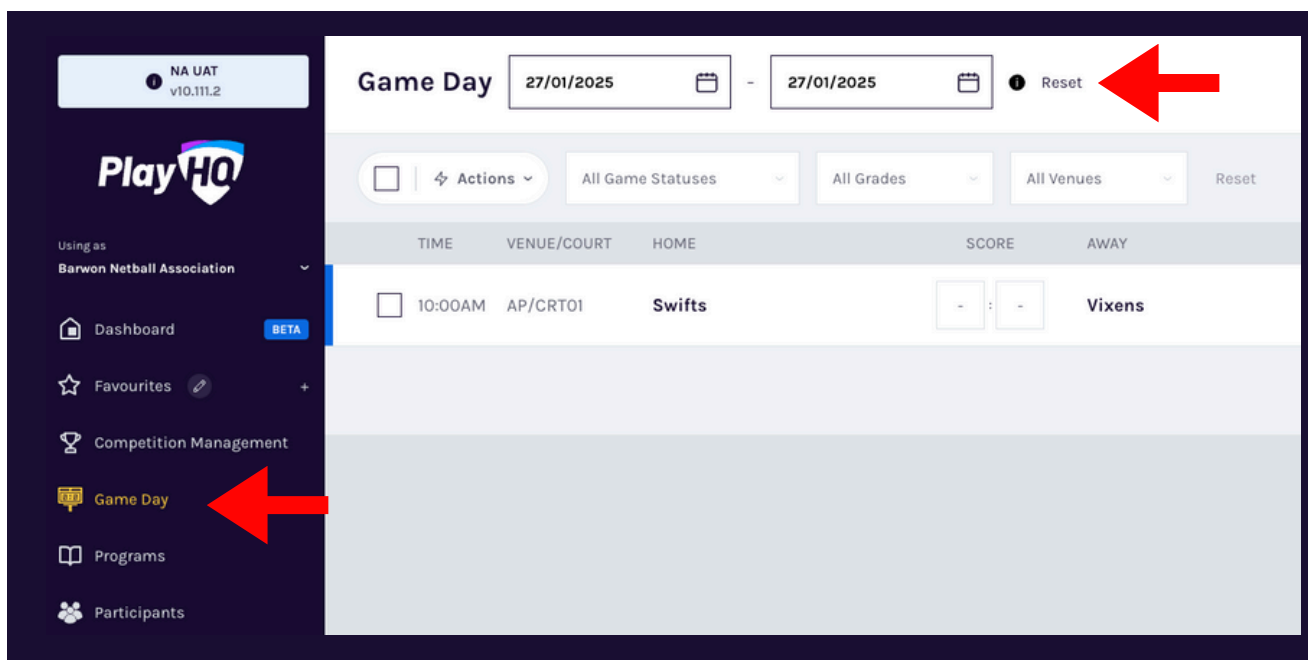 NA UAT
v10.111.2
PlayHQ
Using as
Barwon Netball Association
Dashboard BETA
Favourites +
Competition Management
Game Day
Programs
Participants
Game Day 27/01/2025 - 27/01/2025 Reset
Actions All Game Statuses All Grades All Venues Reset
TIME VENUE/COURT HOME SCORE AWAY
10:00AM AP/CRT01 Swifts - : - Vixens